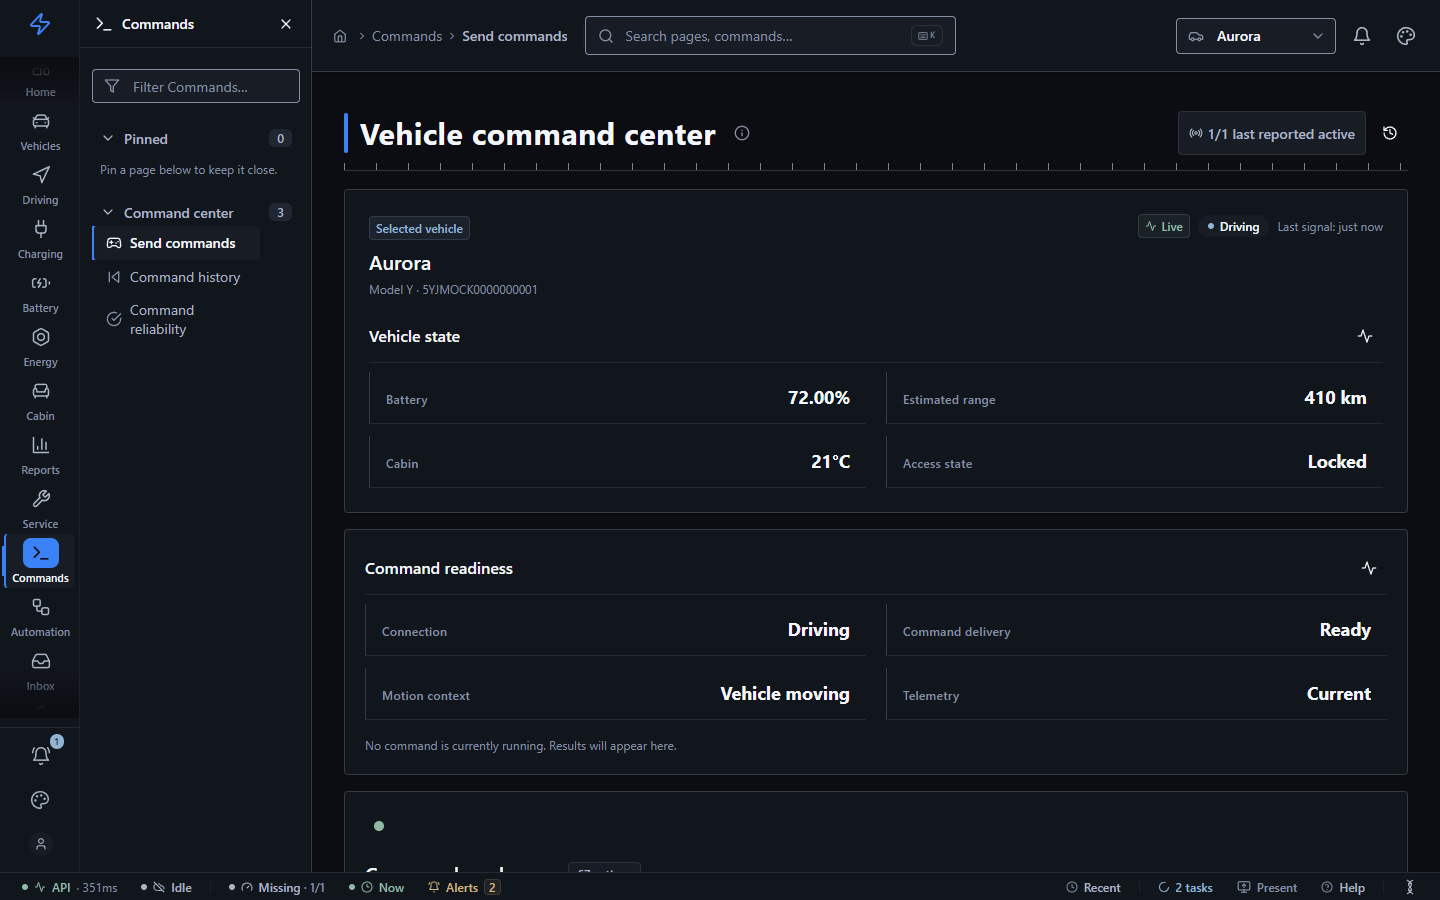 Commands
Filter Commands...
Pinned
0
Pin a page below to keep it close.
Command center
3
Send commands
Command history
Command
reliability
Home
Vehicles
Driving
Charging
Battery
Energy
Cabin
Reports
Service
Commands
Automation
Inbox
1
Commands
Send commands
Search pages, commands...
K
Aurora
Vehicle command center
1/1 last reported active
Selected vehicle
Live
Driving
Last signal: just now
Aurora
Model Y · 5YJMOCK0000000001
Vehicle state
Battery
72.00%
Estimated range
410 km
Cabin
21°C
Access state
Locked
Command readiness
Connection
Driving
Command delivery
Ready
Motion context
Vehicle moving
Telemetry
Current
No command is currently running. Results will appear here.
API · 351ms
Idle
Missing · 1/1
Now
Alerts 2
Recent
2 tasks
Present
Help